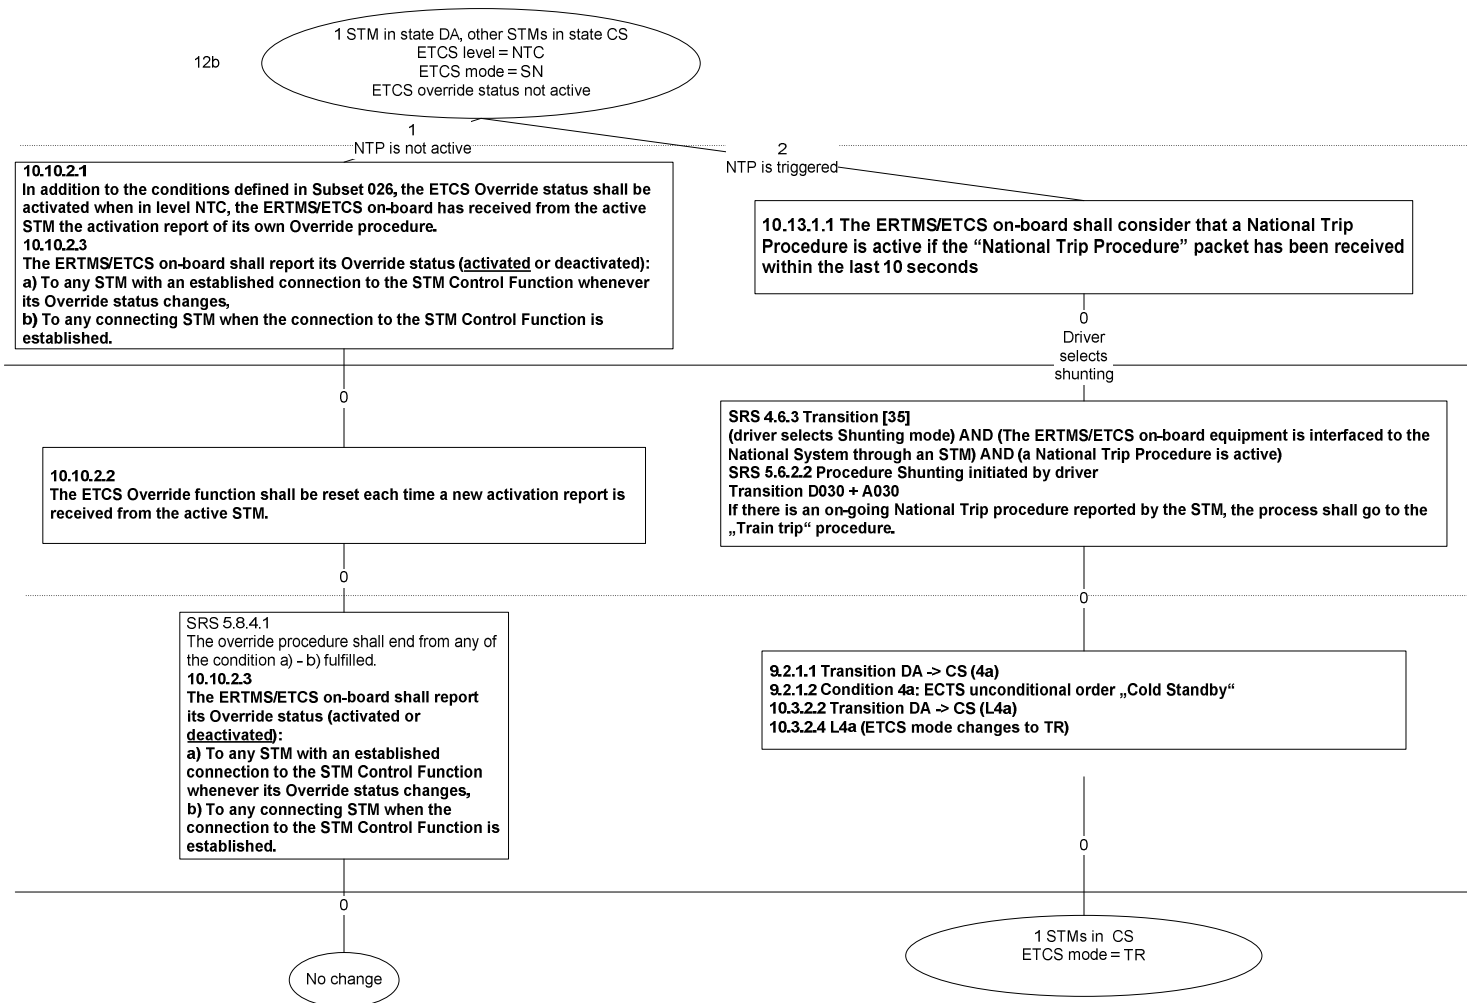 1 STM in state DA, other STMs in state CS
ETCS level = NTC
ETCS mode = SN
ETCS override status not active
12b
1
NTP is not active
2
NTP is triggered
10.10.2.1
In addition to the conditions defined in Subset 026, the ETCS Override status shall be
activated when in level NTC, the ERTMS/ETCS on-board has received from the active
STM the activation report of its own Override procedure.
10.10.2.3
The ERTMS/ETCS on-board shall report its Override status (activated or deactivated):
a) To any STM with an established connection to the STM Control Function whenever
its Override status changes,
b) To any connecting STM when the connection to the STM Control Function is
established.
0
10.10.2.2
The ETCS Override function shall be reset each time a new activation report is
received from the active STM.
0
SRS 5.8.4.1
The override procedure shall end from any of
the condition a) - b) fulfilled.
10.10.2.3
The ERTMS/ETCS on-board shall report
its Override status (activated or
deactivated):
a) To any STM with an established
connection to the STM Control Function
whenever its Override status changes,
b) To any connecting STM when the
connection to the STM Control Function is
established.
0
No change
10.13.1.1 The ERTMS/ETCS on-board shall consider that a National Trip
Procedure is active if the “National Trip Procedure” packet has been received
within the last 10 seconds
0
Driver
selects
shunting
SRS 4.6.3 Transition [35]
(driver selects Shunting mode) AND (The ERTMS/ETCS on-board equipment is interfaced to the
National System through an STM) AND (a National Trip Procedure is active)
SRS 5.6.2.2 Procedure Shunting initiated by driver
Transition D030 + A030
If there is an on-going National Trip procedure reported by the STM, the process shall go to the
„Train trip“ procedure.
0
9.2.1.1 Transition DA -> CS (4a)
9.2.1.2 Condition 4a: ECTS unconditional order „Cold Standby“
10.3.2.2 Transition DA -> CS (L4a)
10.3.2.4 L4a (ETCS mode changes to TR)
0
1 STMs in CS
ETCS mode = TR